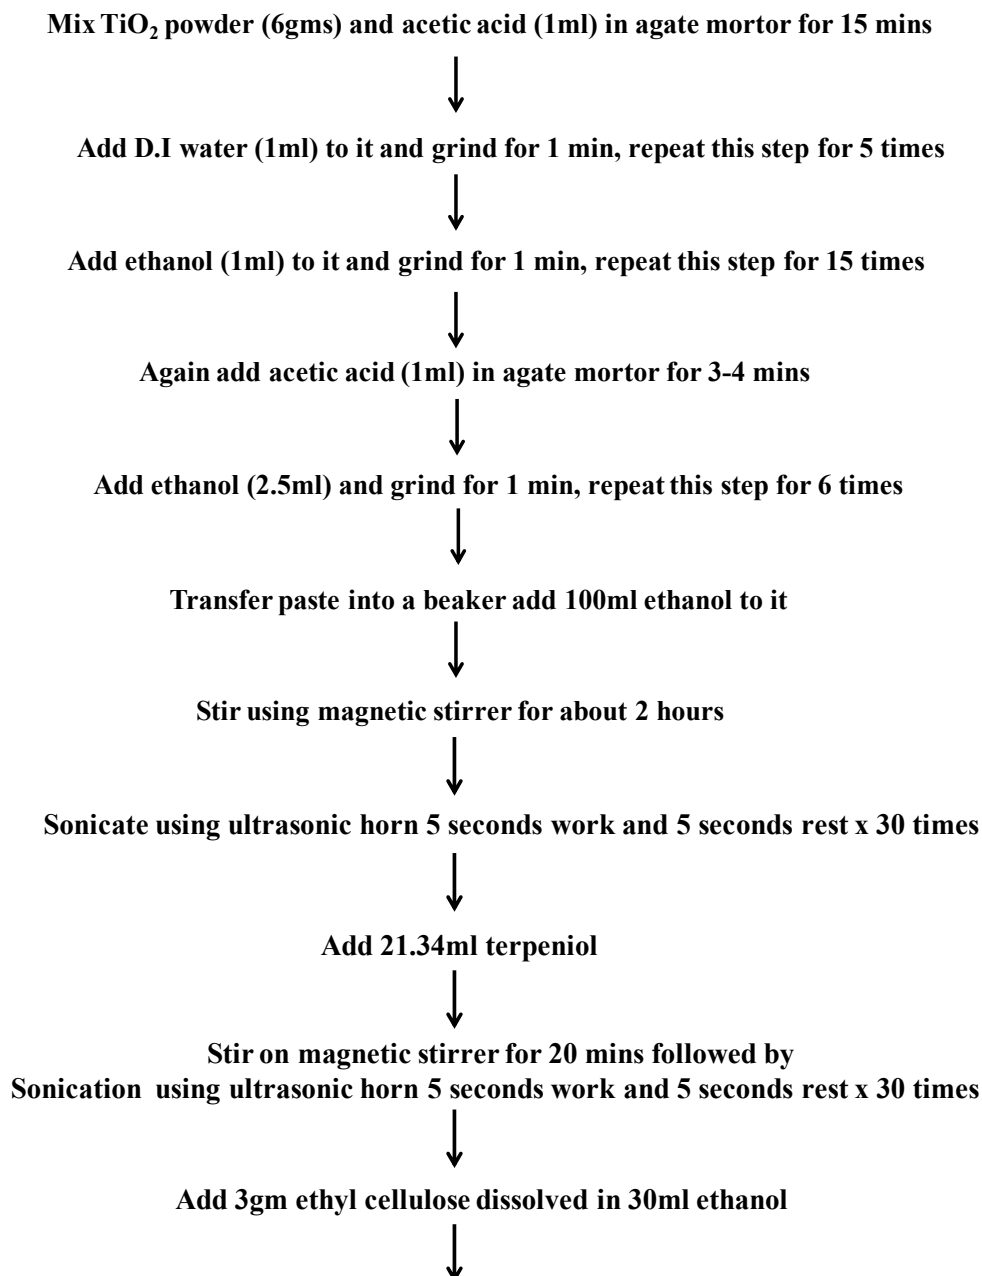 Mix TiO₂ powder (6gms) and acetic acid (1ml) in agate mortor for 15 mins
Add D.I water (1ml) to it and grind for 1 min, repeat this step for 5 times
Add ethanol (1ml) to it and grind for 1 min, repeat this step for 15 times
Again add acetic acid (1ml) in agate mortor for 3-4 mins
Add ethanol (2.5ml) and grind for 1 min, repeat this step for 6 times
Transfer paste into a beaker add 100ml ethanol to it
Stir using magnetic stirrer for about 2 hours
Sonicate using ultrasonic horn 5 seconds work and 5 seconds rest x 30 times
Add 21.34ml terpeniol
Stir on magnetic stirrer for 20 mins followed by
Sonication using ultrasonic horn 5 seconds work and 5 seconds rest x 30 times
Add 3gm ethyl cellulose dissolved in 30ml ethanol